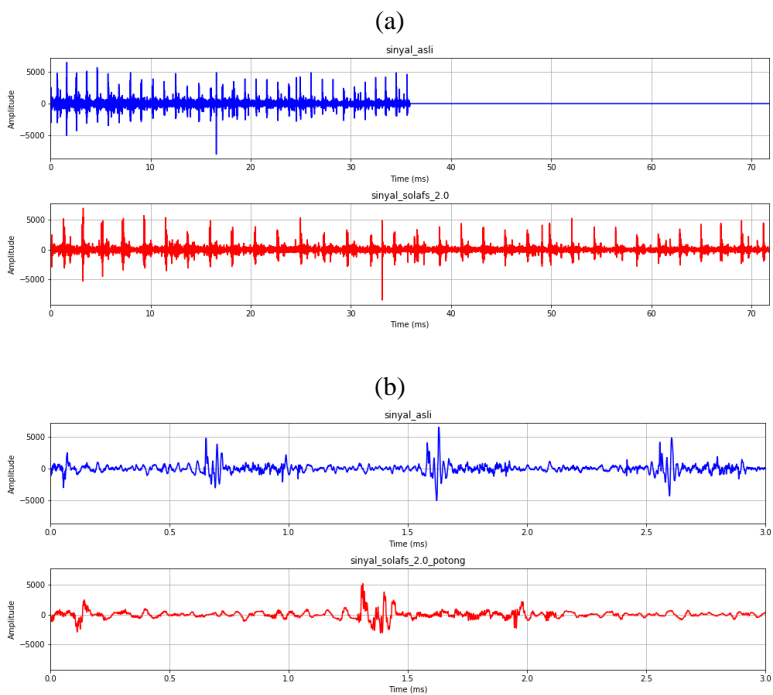 (a)
sinyal_asli
Amplitude
5000
0
−5000
0 10 20 30 40 50 60 70
Time (ms)
sinyal_solafs_2.0
Amplitude
5000
0
−5000
0 10 20 30 40 50 60 70
Time (ms)
(b)
sinyal_asli
Amplitude
5000
0
−5000
0.0 0.5 1.0 1.5 2.0 2.5 3.0
Time (ms)
sinyal_solafs_2.0_potong
Amplitude
5000
0
−5000
0.0 0.5 1.0 1.5 2.0 2.5 3.0
Time (ms)